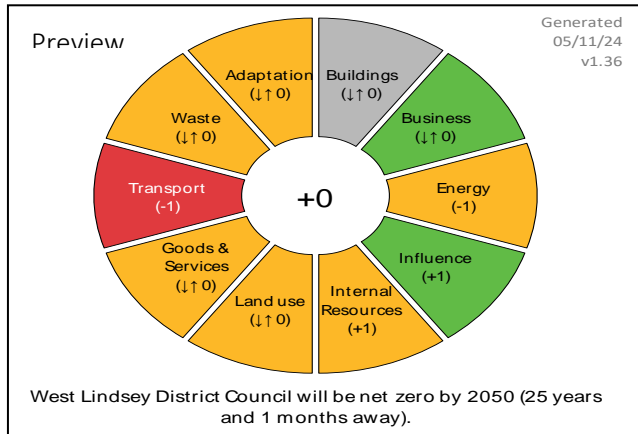 Preview
Generated
05/11/24
v1.36
Adaptation
(↓↑ 0)
Buildings
(↓↑ 0)
Waste
(↓↑ 0)
Business
(↓↑ 0)
Transport
(-1)
+0
Energy
(-1)
Goods &
Services
(↓↑ 0)
Influence
(+1)
Land use
(↓↑ 0)
Internal
Resources
(+1)
West Lindsey District Council will be net zero by 2050 (25 years
and 1 months away).